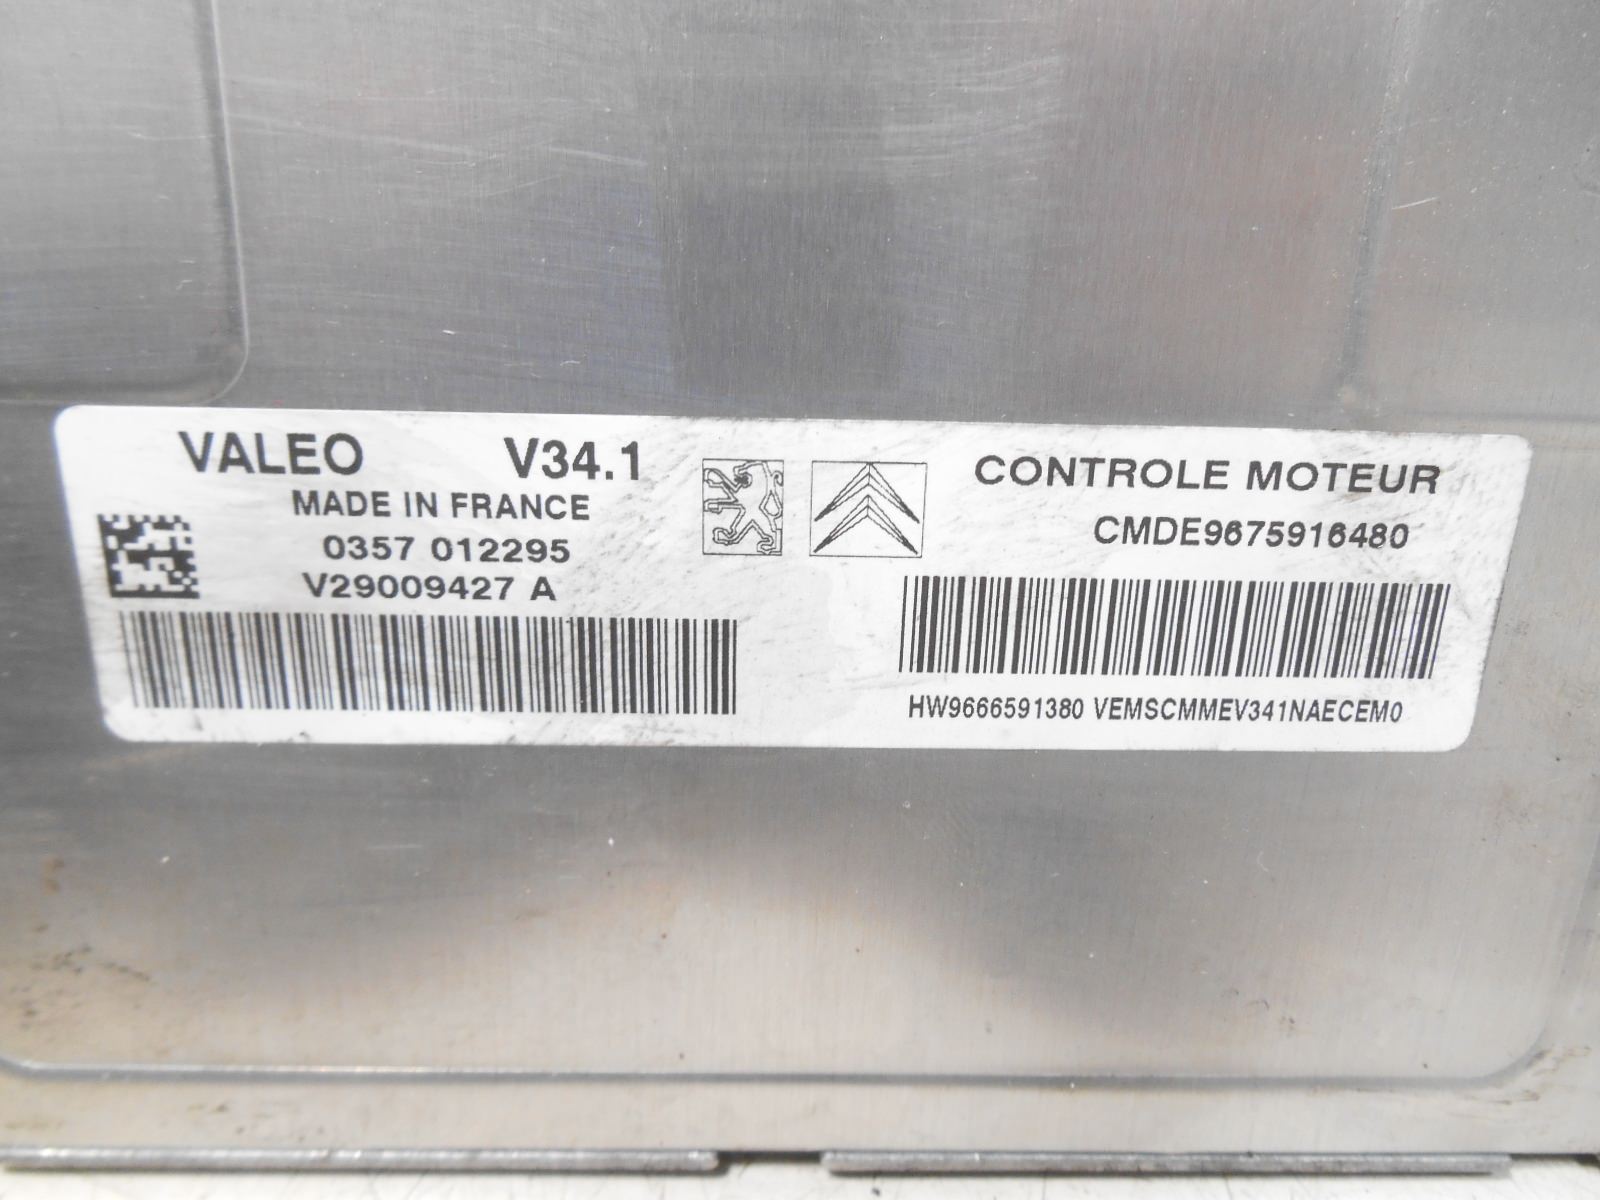 VALEO V34.1
MADE IN FRANCE
0357 012295
V29009427 A
CONTROLE MOTEUR
CMDE9675916480
HW9666591380 VEMSCMMEV341NAECEM0